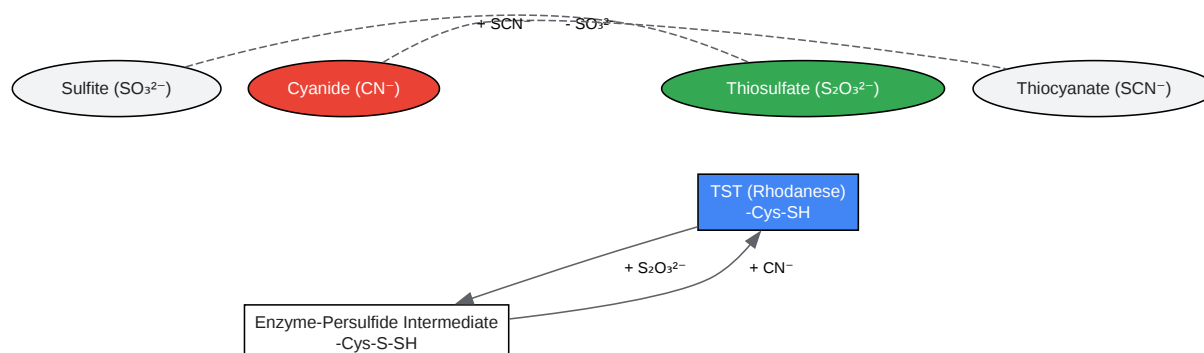 + SCN⁻
- SO₃²⁻
Sulfite (SO₃²⁻)
Cyanide (CN⁻)
Thiosulfate (S₂O₃²⁻)
Thiocyanate (SCN⁻)
TST (Rhodanese)
-Cys-SH
+ S₂O₃²⁻
+ CN⁻
Enzyme-Persulfide Intermediate
-Cys-S-SH